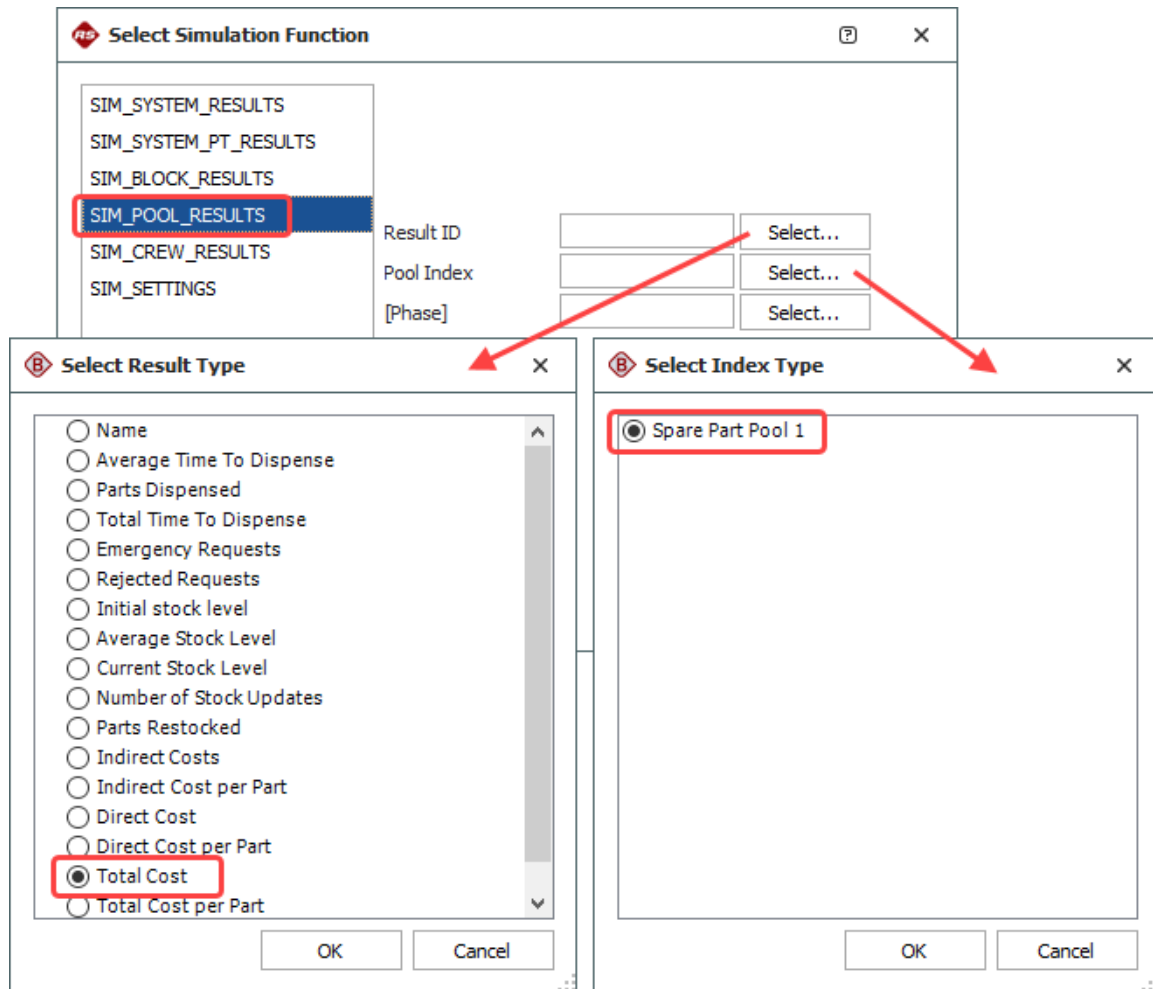 RS Select Simulation Function
SIM_SYSTEM_RESULTS
SIM_SYSTEM_PT_RESULTS
SIM_BLOCK_RESULTS
SIM_POOL_RESULTS
SIM_CREW_RESULTS
SIM_SETTINGS
Result ID Select...
Pool Index Select...
[Phase] Select...
B Select Result Type
Name
Average Time To Dispense
Parts Dispensed
Total Time To Dispense
Emergency Requests
Rejected Requests
Initial stock level
Average Stock Level
Current Stock Level
Number of Stock Updates
Parts Restocked
Indirect Costs
Indirect Cost per Part
Direct Cost
Direct Cost per Part
Total Cost
Total Cost per Part
OK Cancel
B Select Index Type
Spare Part Pool 1
OK Cancel